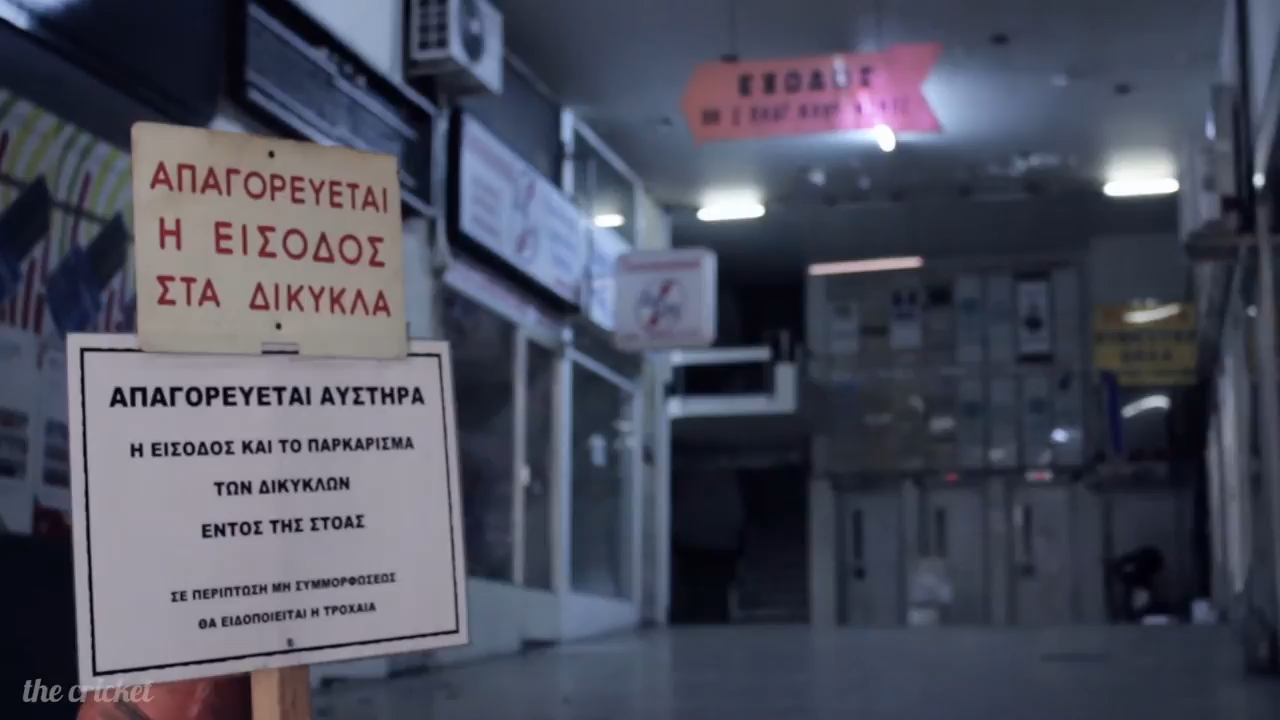 ΑΠΑΓΟΡΕΥΕΤΑΙ
Η ΕΙΣΟΔΟΣ
ΣΤΑ ΔΙΚΥΚΛΑ
ΑΠΑΓΟΡΕΥΕΤΑΙ ΑΥΣΤΗΡΑ
Η ΕΙΣΟΔΟΣ ΚΑΙ ΤΟ ΠΑΡΚΑΡΙΣΜΑ
ΤΩΝ ΔΙΚΥΚΛΩΝ
ΕΝΤΟΣ ΤΗΣ ΣΤΟΑΣ
ΣΕ ΠΕΡΙΠΤΩΣΗ ΜΗ ΣΥΜΜΟΡΦΩΣΕΩΣ
ΘΑ ΕΙΔΟΠΟΙΕΙΤΑΙ Η ΤΡΟΧΑΙΑ
ΕΞΟΔΟΣ
the cricket